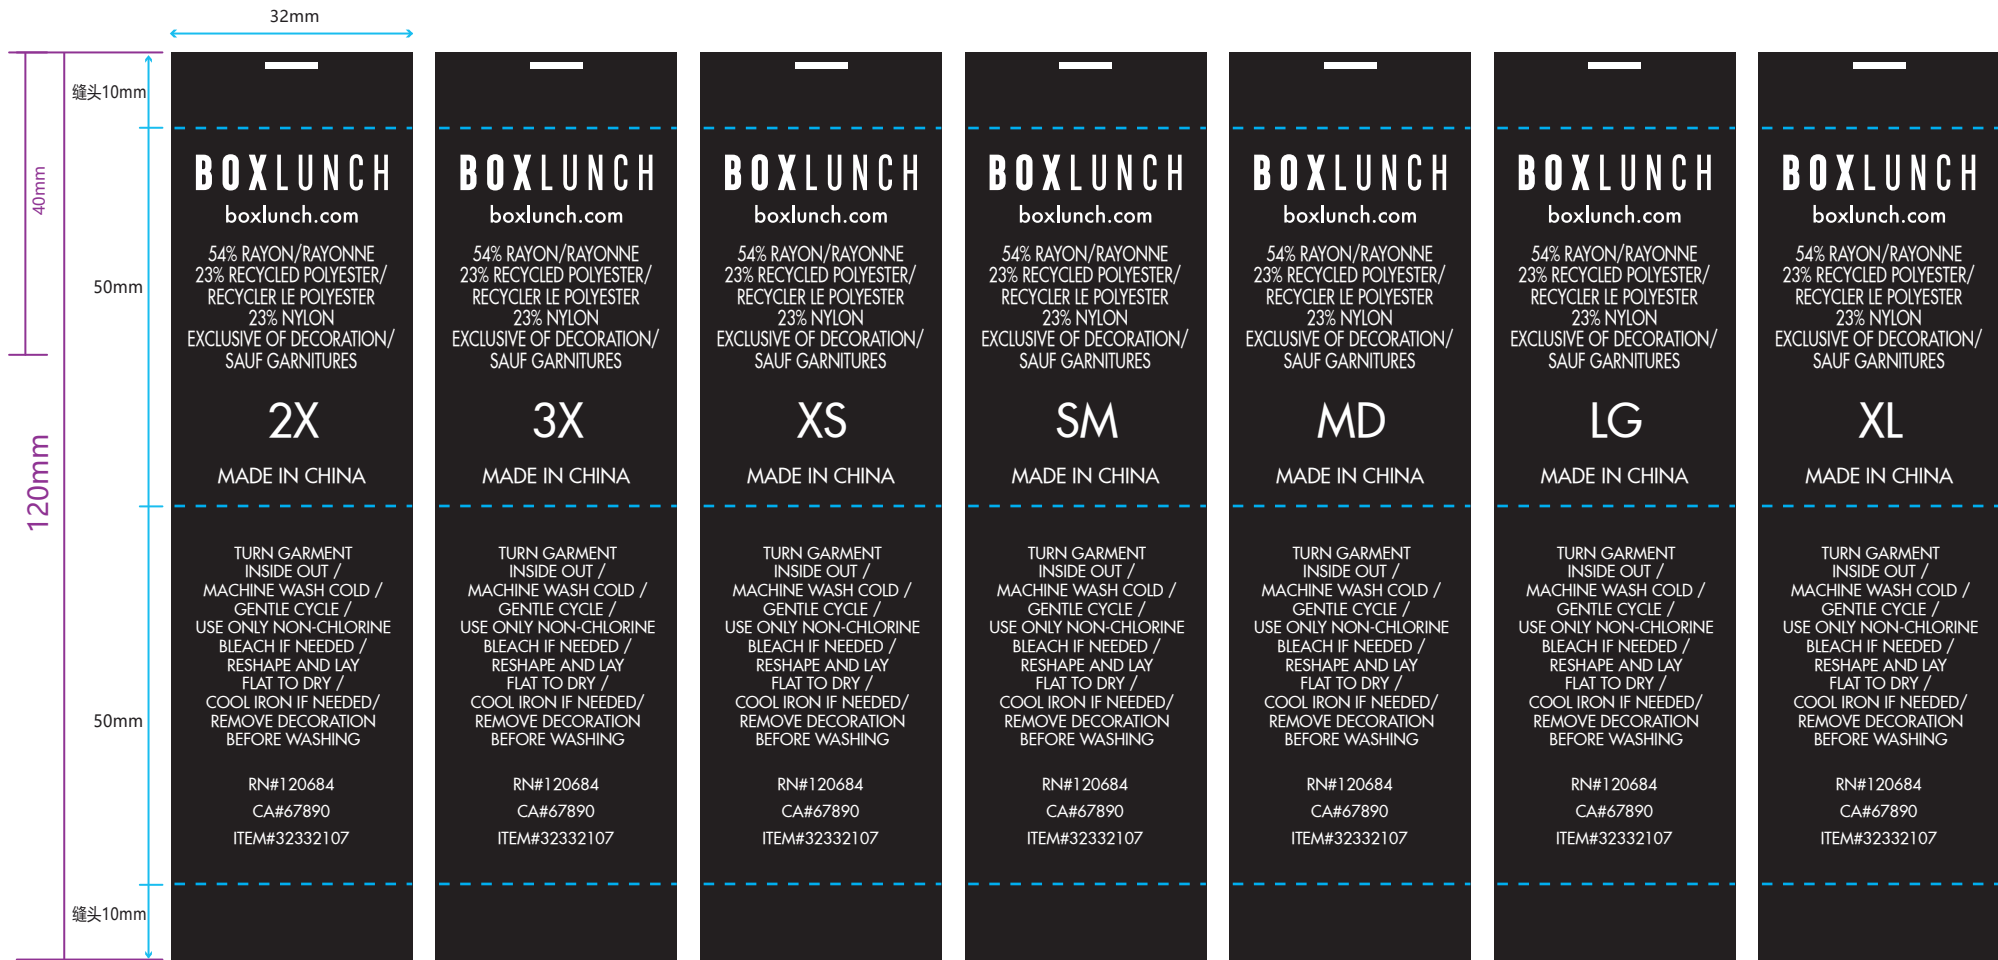 32mm
缝头10mm
40mm
50mm
120mm
50mm
缝头10mm
BOXLUNCH
boxlunch.com
54% RAYON/RAYONNE
23% RECYCLED POLYESTER/
RECYCLER LE POLYESTER
23% NYLON
EXCLUSIVE OF DECORATION/
SAUF GARNITURES
2X
MADE IN CHINA
TURN GARMENT
INSIDE OUT /
MACHINE WASH COLD /
GENTLE CYCLE /
USE ONLY NON-CHLORINE
BLEACH IF NEEDED /
RESHAPE AND LAY
FLAT TO DRY /
COOL IRON IF NEEDED/
REMOVE DECORATION
BEFORE WASHING
RN#120684
CA#67890
ITEM#32332107
BOXLUNCH
boxlunch.com
54% RAYON/RAYONNE
23% RECYCLED POLYESTER/
RECYCLER LE POLYESTER
23% NYLON
EXCLUSIVE OF DECORATION/
SAUF GARNITURES
3X
MADE IN CHINA
TURN GARMENT
INSIDE OUT /
MACHINE WASH COLD /
GENTLE CYCLE /
USE ONLY NON-CHLORINE
BLEACH IF NEEDED /
RESHAPE AND LAY
FLAT TO DRY /
COOL IRON IF NEEDED/
REMOVE DECORATION
BEFORE WASHING
RN#120684
CA#67890
ITEM#32332107
BOXLUNCH
boxlunch.com
54% RAYON/RAYONNE
23% RECYCLED POLYESTER/
RECYCLER LE POLYESTER
23% NYLON
EXCLUSIVE OF DECORATION/
SAUF GARNITURES
XS
MADE IN CHINA
TURN GARMENT
INSIDE OUT /
MACHINE WASH COLD /
GENTLE CYCLE /
USE ONLY NON-CHLORINE
BLEACH IF NEEDED /
RESHAPE AND LAY
FLAT TO DRY /
COOL IRON IF NEEDED/
REMOVE DECORATION
BEFORE WASHING
RN#120684
CA#67890
ITEM#32332107
BOXLUNCH
boxlunch.com
54% RAYON/RAYONNE
23% RECYCLED POLYESTER/
RECYCLER LE POLYESTER
23% NYLON
EXCLUSIVE OF DECORATION/
SAUF GARNITURES
SM
MADE IN CHINA
TURN GARMENT
INSIDE OUT /
MACHINE WASH COLD /
GENTLE CYCLE /
USE ONLY NON-CHLORINE
BLEACH IF NEEDED /
RESHAPE AND LAY
FLAT TO DRY /
COOL IRON IF NEEDED/
REMOVE DECORATION
BEFORE WASHING
RN#120684
CA#67890
ITEM#32332107
BOXLUNCH
boxlunch.com
54% RAYON/RAYONNE
23% RECYCLED POLYESTER/
RECYCLER LE POLYESTER
23% NYLON
EXCLUSIVE OF DECORATION/
SAUF GARNITURES
MD
MADE IN CHINA
TURN GARMENT
INSIDE OUT /
MACHINE WASH COLD /
GENTLE CYCLE /
USE ONLY NON-CHLORINE
BLEACH IF NEEDED /
RESHAPE AND LAY
FLAT TO DRY /
COOL IRON IF NEEDED/
REMOVE DECORATION
BEFORE WASHING
RN#120684
CA#67890
ITEM#32332107
BOXLUNCH
boxlunch.com
54% RAYON/RAYONNE
23% RECYCLED POLYESTER/
RECYCLER LE POLYESTER
23% NYLON
EXCLUSIVE OF DECORATION/
SAUF GARNITURES
LG
MADE IN CHINA
TURN GARMENT
INSIDE OUT /
MACHINE WASH COLD /
GENTLE CYCLE /
USE ONLY NON-CHLORINE
BLEACH IF NEEDED /
RESHAPE AND LAY
FLAT TO DRY /
COOL IRON IF NEEDED/
REMOVE DECORATION
BEFORE WASHING
RN#120684
CA#67890
ITEM#32332107
BOXLUNCH
boxlunch.com
54% RAYON/RAYONNE
23% RECYCLED POLYESTER/
RECYCLER LE POLYESTER
23% NYLON
EXCLUSIVE OF DECORATION/
SAUF GARNITURES
XL
MADE IN CHINA
TURN GARMENT
INSIDE OUT /
MACHINE WASH COLD /
GENTLE CYCLE /
USE ONLY NON-CHLORINE
BLEACH IF NEEDED /
RESHAPE AND LAY
FLAT TO DRY /
COOL IRON IF NEEDED/
REMOVE DECORATION
BEFORE WASHING
RN#120684
CA#67890
ITEM#32332107